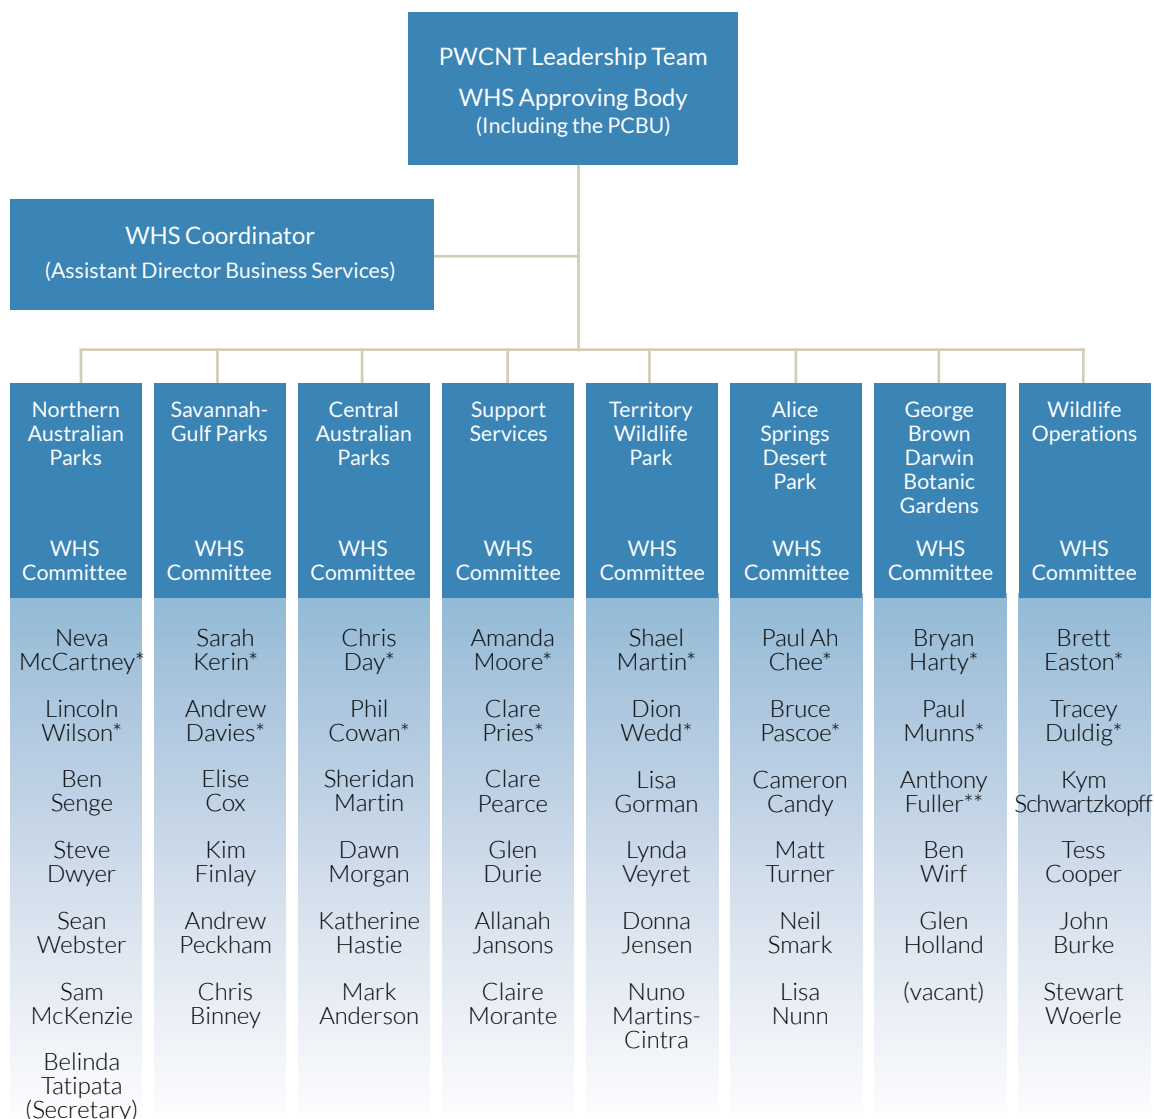 PWCNT Leadership Team
WHS Approving Body
(Including the PCBU)
WHS Coordinator
(Assistant Director Business Services)
Northern
Australian
Parks
WHS
Committee
Neva
McCartney*
Lincoln
Wilson*
Ben
Senge
Steve
Dwyer
Sean
Webster
Sam
McKenzie
Belinda
Tatipata
(Secretary)
Savannah-
Gulf Parks
WHS
Committee
Sarah
Kerin*
Andrew
Davies*
Elise
Cox
Kim
Finlay
Andrew
Peckham
Chris
Binney
Central
Australian
Parks
WHS
Committee
Chris
Day*
Phil
Cowan*
Sheridan
Martin
Dawn
Morgan
Katherine
Hastie
Mark
Anderson
Support
Services
WHS
Committee
Amanda
Moore*
Clare
Pries*
Clare
Pearce
Glen
Durie
Allanah
Jansons
Claire
Morante
Territory
Wildlife
Park
WHS
Committee
Shael
Martin*
Dion
Wedd*
Lisa
Gorman
Lynda
Veyret
Donna
Jensen
Nuno
Martins-
Cintra
Alice
Springs
Desert
Park
WHS
Committee
Paul Ah
Chee*
Bruce
Pascoe*
Cameron
Candy
Matt
Turner
Neil
Smark
Lisa
Nunn
George
Brown
Darwin
Botanic
Gardens
WHS
Committee
Bryan
Harty*
Paul
Munns*
Anthony
Fuller**
Ben
Wirf
Glen
Holland
(vacant)
Wildlife
Operations
WHS
Committee
Brett
Easton*
Tracey
Duldig*
Kym
Schwartzkopff
Tess
Cooper
John
Burke
Stewart
Woerle